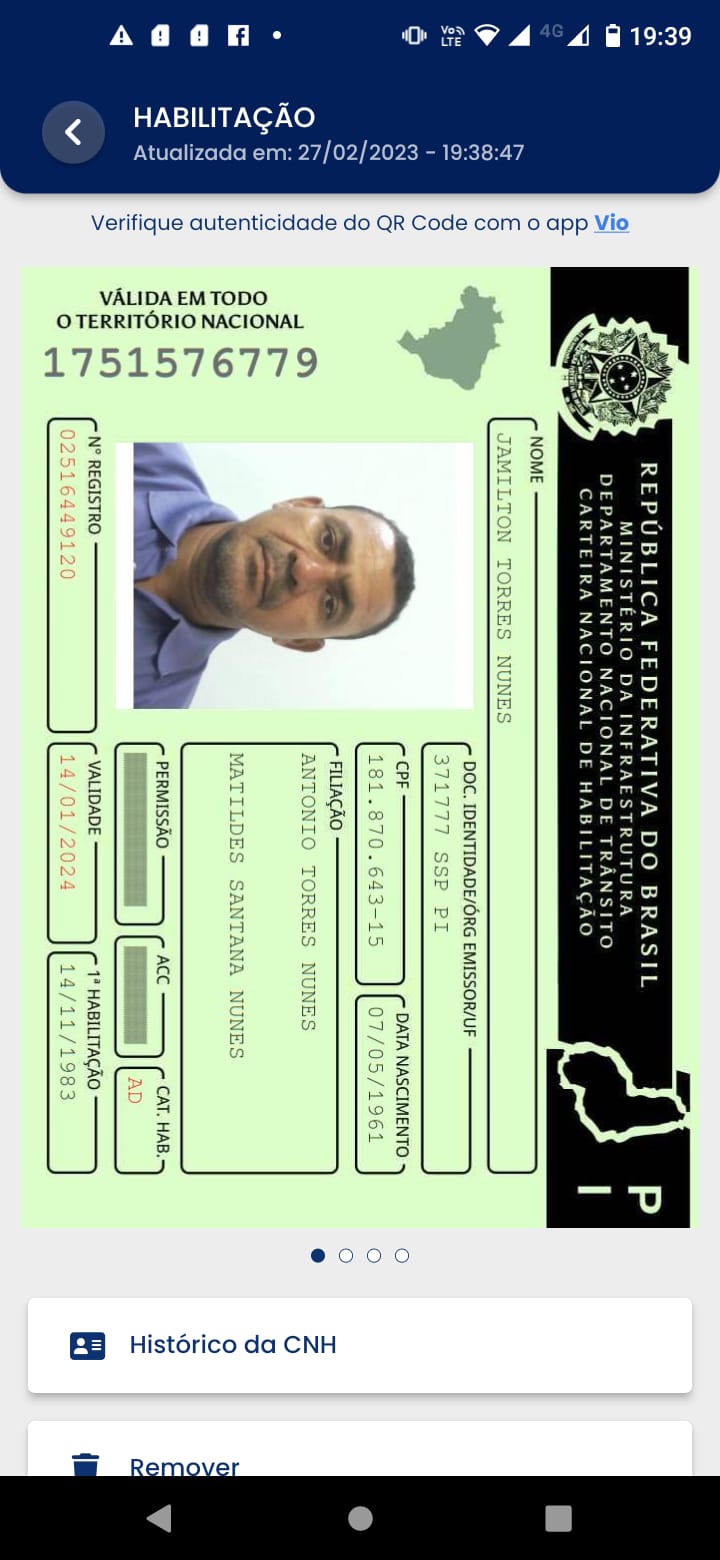 4G
19:39
HABILITAÇÃO
Atualizada em: 27/02/2023 - 19:38:47
Verifique autenticidade do QR Code com o app Vio
REPÚBLICA FEDERATIVA DO BRASIL
MINISTÉRIO DA INFRAESTRUTURA
DEPARTAMENTO NACIONAL DE TRÂNSITO
CARTEIRA NACIONAL DE HABILITAÇÃO
PI
VÁLIDA EM TODO
O TERRITÓRIO NACIONAL
1751576779
NOME
JAMILTON TORRES NUNES
DOC. IDENTIDADE/ÓRG EMISSOR/UF
371777 SSP PI
CPF
181.870.643-15
DATA NASCIMENTO
07/05/1961
FILIAÇÃO
ANTONIO TORRES NUNES
MATILDES SANTANA NUNES
PERMISSÃO
ACC
CAT. HAB.
AD
Nº REGISTRO
02516449120
VALIDADE
14/01/2024
1ª HABILITAÇÃO
14/11/1983
Histórico da CNH
Remover